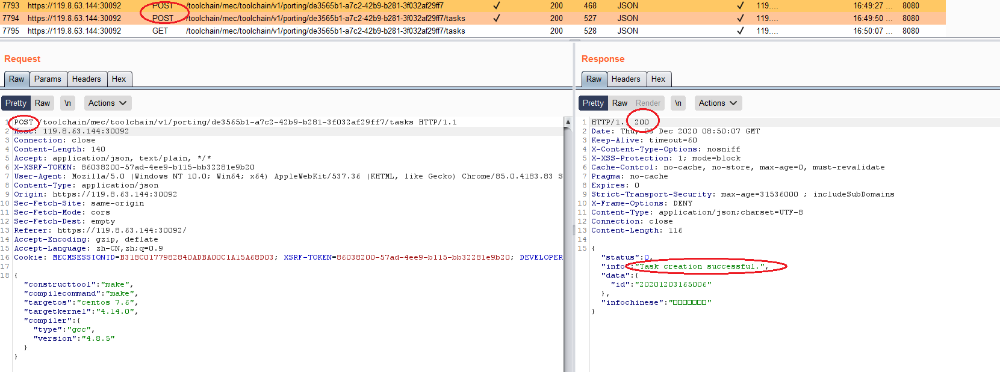 7793 https://119.8.63.144:30092 POST /toolchain/mec/toolchain/v1/porting/de3565b1-a7c2-42b9-b281-3f032af29ff7 ✓ 200 468 JSON ✓ 119.... 16:49:27 ... 8080
7794 https://119.8.63.144:30092 POST /toolchain/mec/toolchain/v1/porting/de3565b1-a7c2-42b9-b281-3f032af29ff7/tasks ✓ 200 527 JSON ✓ 119.... 16:49:50 ... 8080
7795 https://119.8.63.144:30092 GET /toolchain/mec/toolchain/v1/porting/de3565b1-a7c2-42b9-b281-3f032af29ff7/tasks 200 528 JSON ✓ 119.... 16:50:07 ... 8080
Request
Raw Params Headers Hex
Pretty Raw \n Actions
1 POST /toolchain/mec/toolchain/v1/porting/de3565b1-a7c2-42b9-b281-3f032af29ff7/tasks HTTP/1.1
2 Host: 119.8.63.144:30092
3 Connection: close
4 Content-Length: 140
5 Accept: application/json, text/plain, */*
6 X-XSRF-TOKEN: 86038200-57ad-4ee9-b115-bb32281e9b20
7 User-Agent: Mozilla/5.0 (Windows NT 10.0; Win64; x64) AppleWebKit/537.36 (KHTML, like Gecko) Chrome/85.0.4183.83 S
8 Content-Type: application/json
9 Origin: https://119.8.63.144:30092
10 Sec-Fetch-Site: same-origin
11 Sec-Fetch-Mode: cors
12 Sec-Fetch-Dest: empty
13 Referer: https://119.8.63.144:30092/
14 Accept-Encoding: gzip, deflate
15 Accept-Language: zh-CN,zh;q=0.9
16 Cookie: MECMSESSIONID=B318C0177982840ADBA00C1A15A68D03; XSRF-TOKEN=86038200-57ad-4ee9-b115-bb32281e9b20; DEVELOPER
17
18 {
"constructtool":"make",
"compilecommand":"make",
"targetos":"centos 7.6",
"targetkernel":"4.14.0",
"compiler":{
"type":"gcc",
"version":"4.8.5"
}
}
Response
Raw Headers Hex
Pretty Raw Render \n Actions
1 HTTP/1.1 200
2 Date: Thu, 03 Dec 2020 08:50:07 GMT
3 Keep-Alive: timeout=60
4 X-Content-Type-Options: nosniff
5 X-XSS-Protection: 1; mode=block
6 Cache-Control: no-cache, no-store, max-age=0, must-revalidate
7 Pragma: no-cache
8 Expires: 0
9 Strict-Transport-Security: max-age=31536000 ; includeSubDomains
10 X-Frame-Options: DENY
11 Content-Type: application/json;charset=UTF-8
12 Connection: close
13 Content-Length: 116
14
15 {
"status":0,
"info":"Task creation successful.",
"data":{
"id":"20201203165006"
},
"infochinese":"□□□□□□□"
}